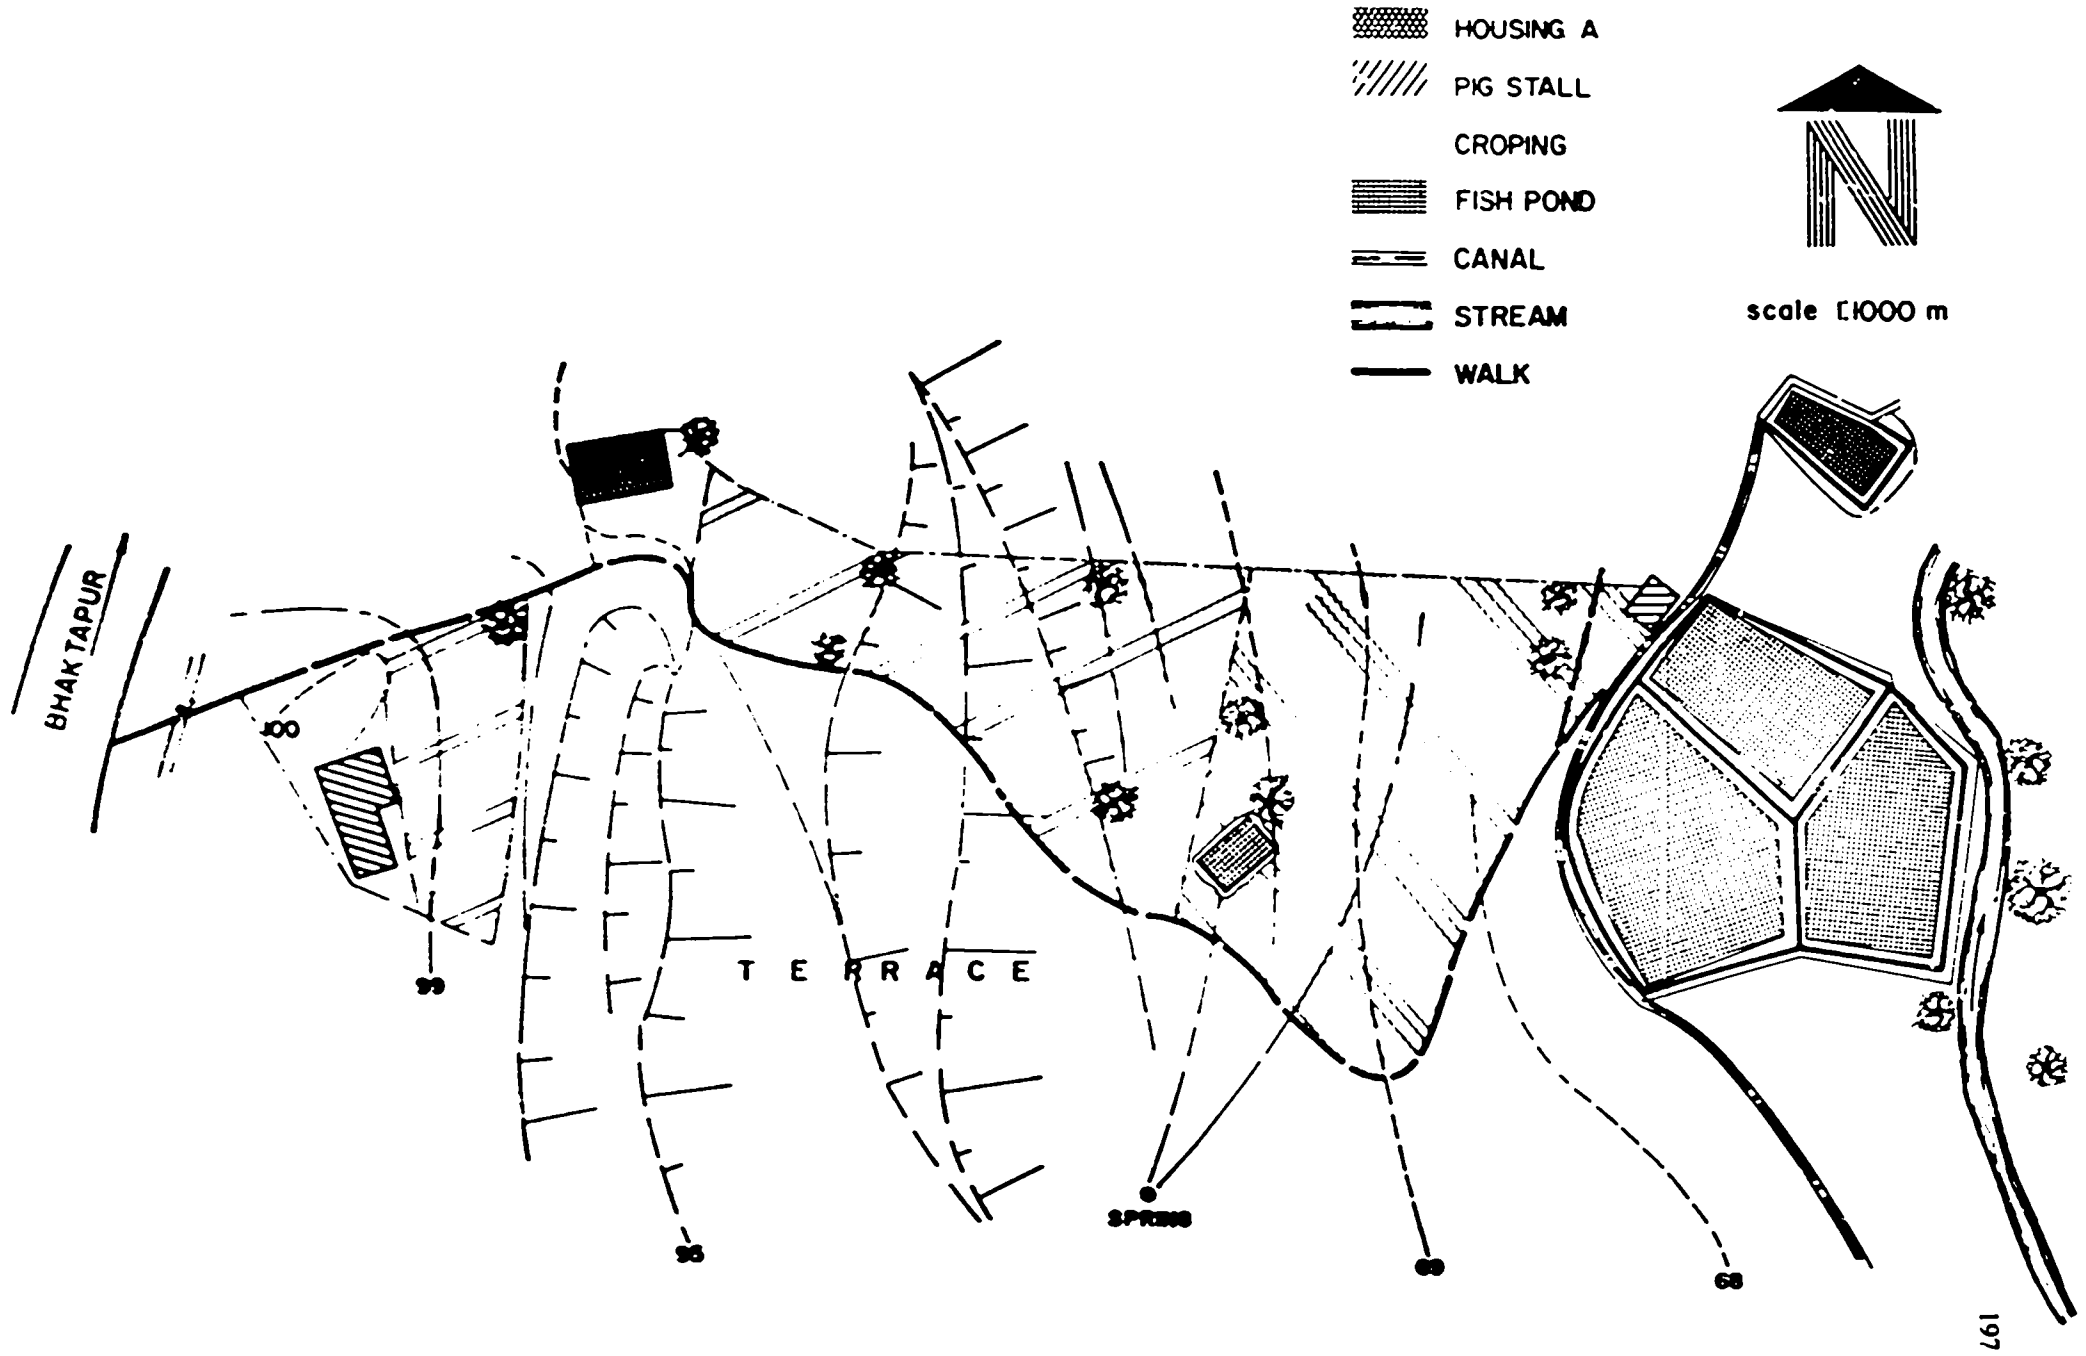 HOUSING A
PIG STALL
CROPING
FISH POND
CANAL
STREAM
WALK
N
scale 1:1000 m
BHAKTAPUR
100
TERRACE
99
SPRING
95
68
197